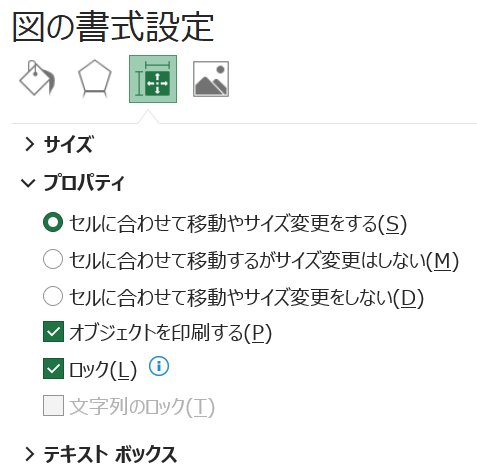 図の書式設定
サイズ
プロパティ
セルに合わせて移動やサイズ変更をする(S)
セルに合わせて移動するがサイズ変更はしない(M)
セルに合わせて移動やサイズ変更をしない(D)
オブジェクトを印刷する(P)
ロック(L)
文字列のロック(T)
テキスト ボックス